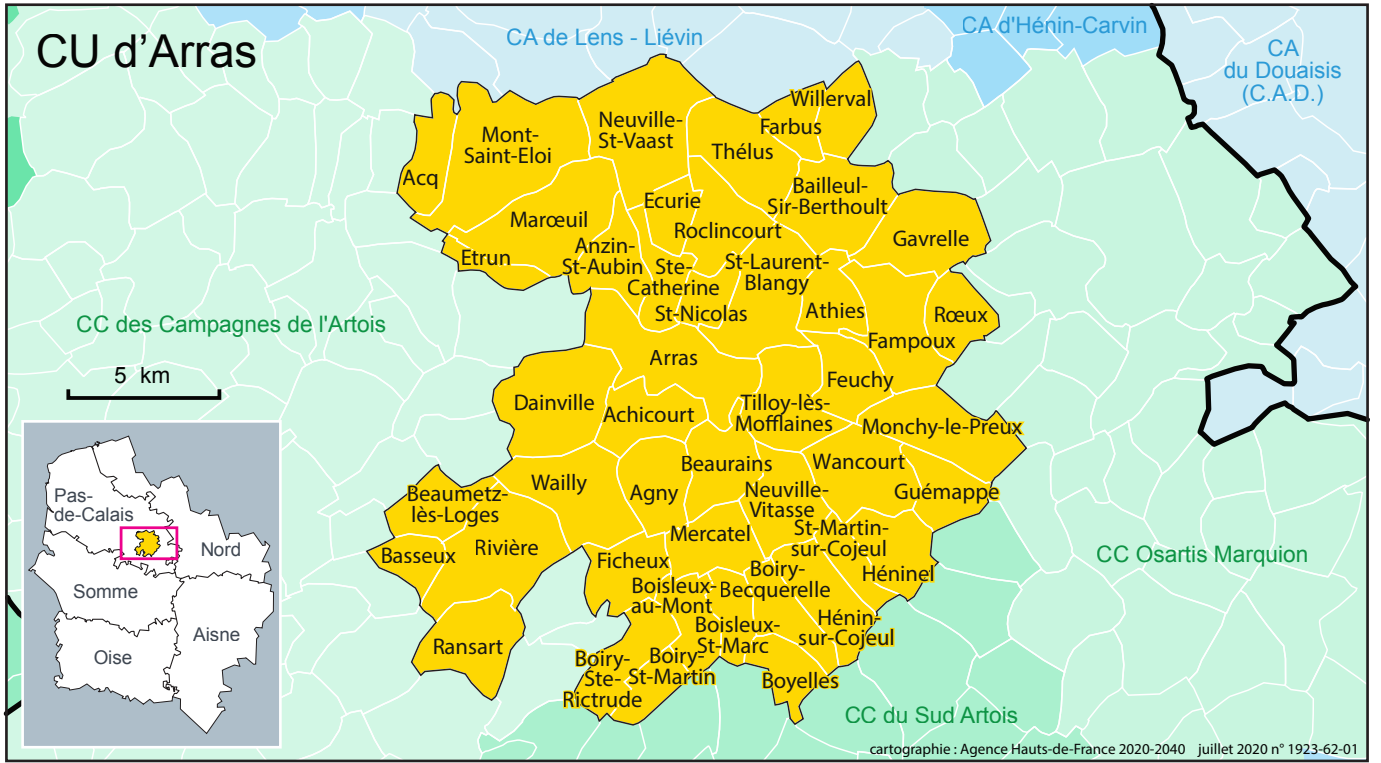 CU d'Arras
CA de Lens - Liévin
CA d'Hénin-Carvin
CA
du Douaisis
(C.A.D.)
Willerval
Farbus
Neuville-
St-Vaast
Mont-
Saint-Eloi
Thélus
Acq
Bailleul-
Sir-Berthoult
Ecurie
Marœuil
Roclincourt
Gavrelle
Etrun
Anzin-
St-Aubin
Ste-
Catherine
St-Laurent-
Blangy
St-Nicolas
Athies
Rœux
CC des Campagnes de l'Artois
Fampoux
Arras
5 km
Feuchy
Dainville
Achicourt
Tilloy-lès-
Mofflaines
Monchy-le-Preux
Beaurains
Wancourt
Wailly
Agny
Neuville-
Vitasse
Guémappe
Beaumetz-
lès-Loges
Mercatel
St-Martin-
sur-Cojeul
Basseux
Rivière
Ficheux
Héninel
CC Osartis Marquion
Boiry-
Becquerelle
Boisleux-
au-Mont
Hénin-
sur-Cojeul
Boisleux-
St-Marc
Ransart
Boiry-
Ste-
Rictrude
Boiry-
St-Martin
Boyelles
CC du Sud Artois
Pas-
de-Calais
Nord
Somme
Aisne
Oise
cartographie : Agence Hauts-de-France 2020-2040 juillet 2020 n° 1923-62-01